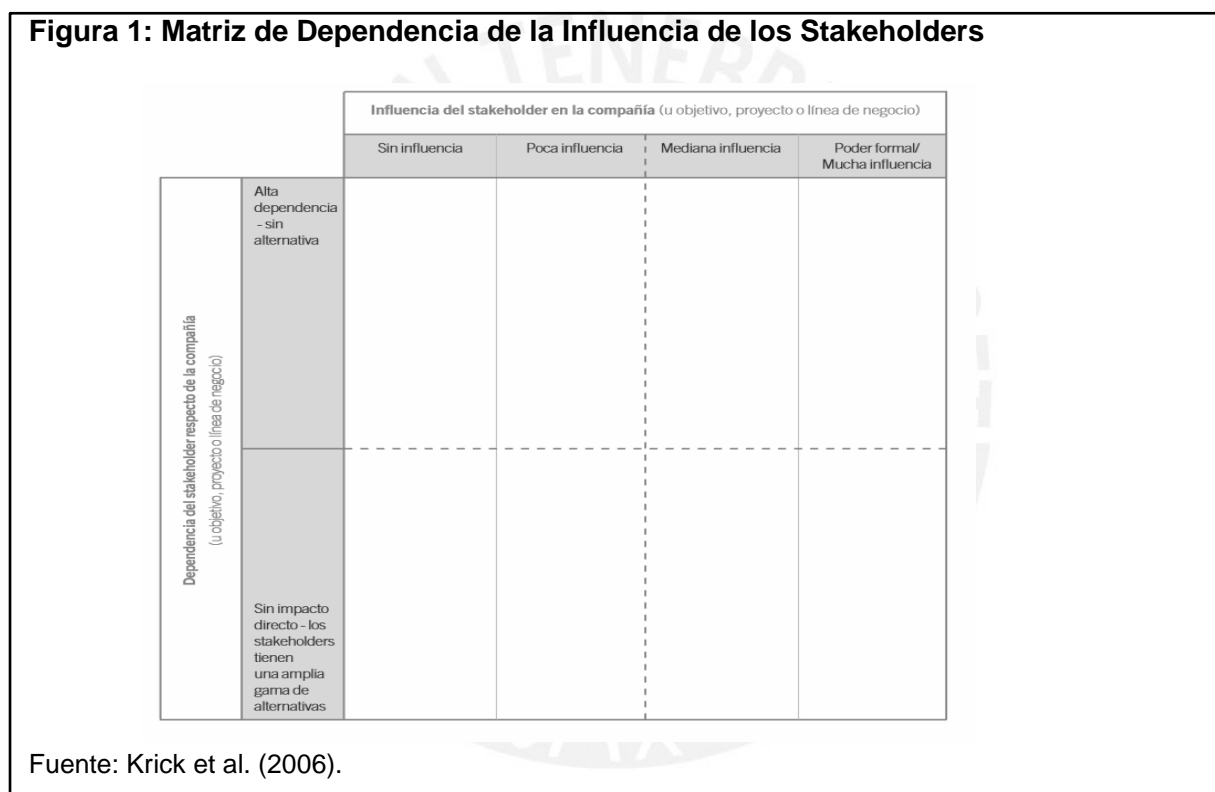 Figura 1: Matriz de Dependencia de la Influencia de los Stakeholders
Influencia del stakeholder en la compañía (u objetivo, proyecto o línea de negocio)
Sin influencia
Poca influencia
Mediana influencia
Poder formal/
Mucha influencia
Dependencia del stakeholder respecto de la compañía
(u objetivo, proyecto o línea de negocio)
Alta
dependencia
- sin
alternativa
Sin impacto
directo - los
stakeholders
tienen
una amplia
gama de
alternativas
Fuente: Krick et al. (2006).